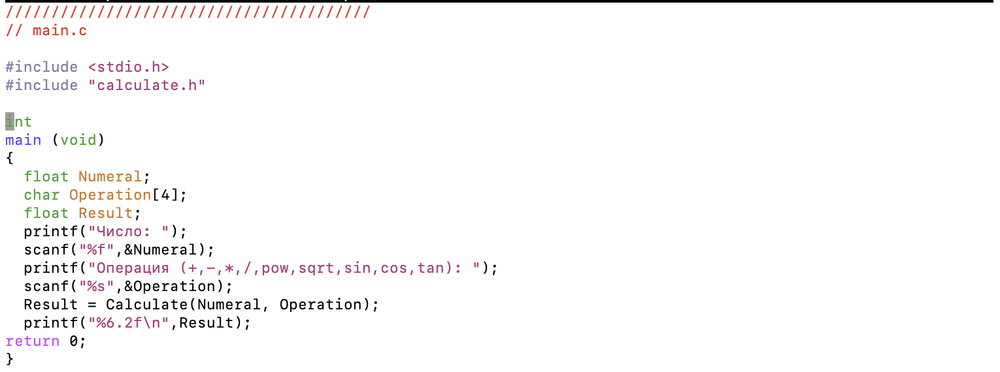 ////////////////////////////////////////
// main.c
#include <stdio.h>
#include "calculate.h"
int
main (void)
{
  float Numeral;
  char Operation[4];
  float Result;
  printf("Число: ");
  scanf("%f",&Numeral);
  printf("Операция (+,-,*,/,pow,sqrt,sin,cos,tan): ");
  scanf("%s",&Operation);
  Result = Calculate(Numeral, Operation);
  printf("%6.2f\n",Result);
return 0;
}